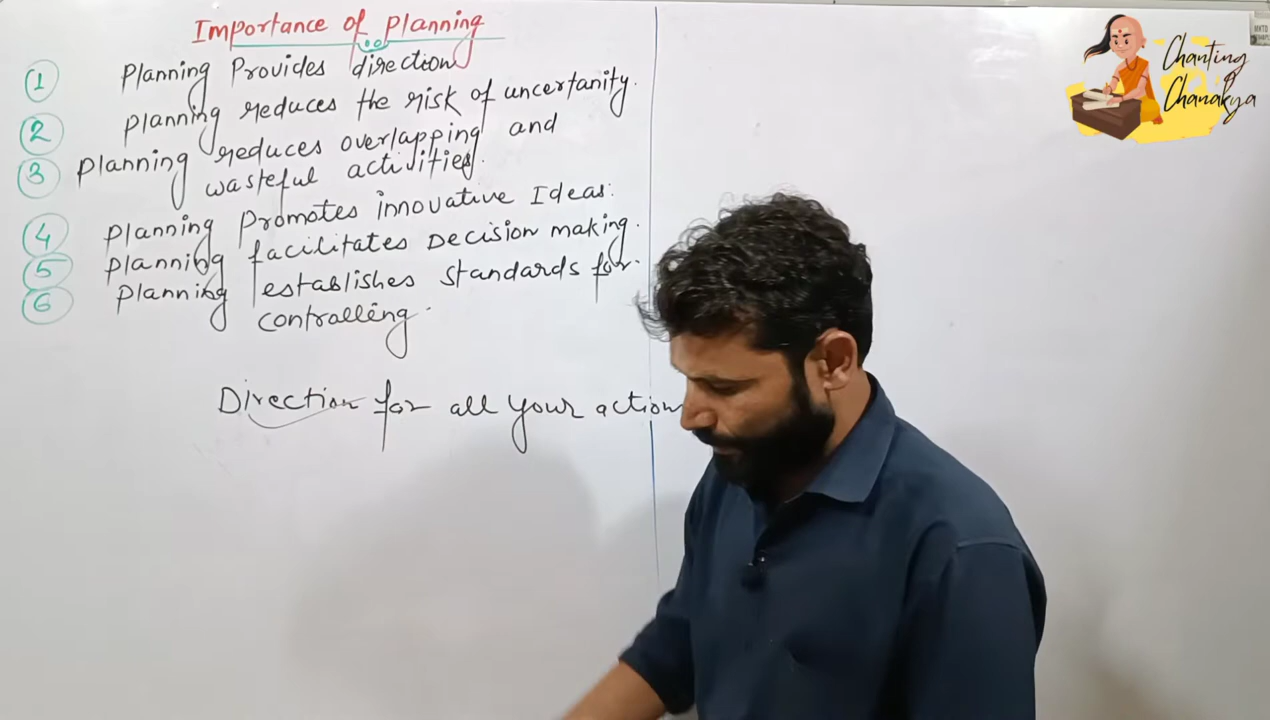 Importance of planning
1 Planning Provides direction
2 planning reduces the risk of uncertanity.
3 planning reduces overlapping and
wasteful activities.
4 planning promotes innovative Ideas.
5 planning facilitates Decision making.
6 planning establishes standards for
contralling.
Direction for all your action
Chanting
Chanakya